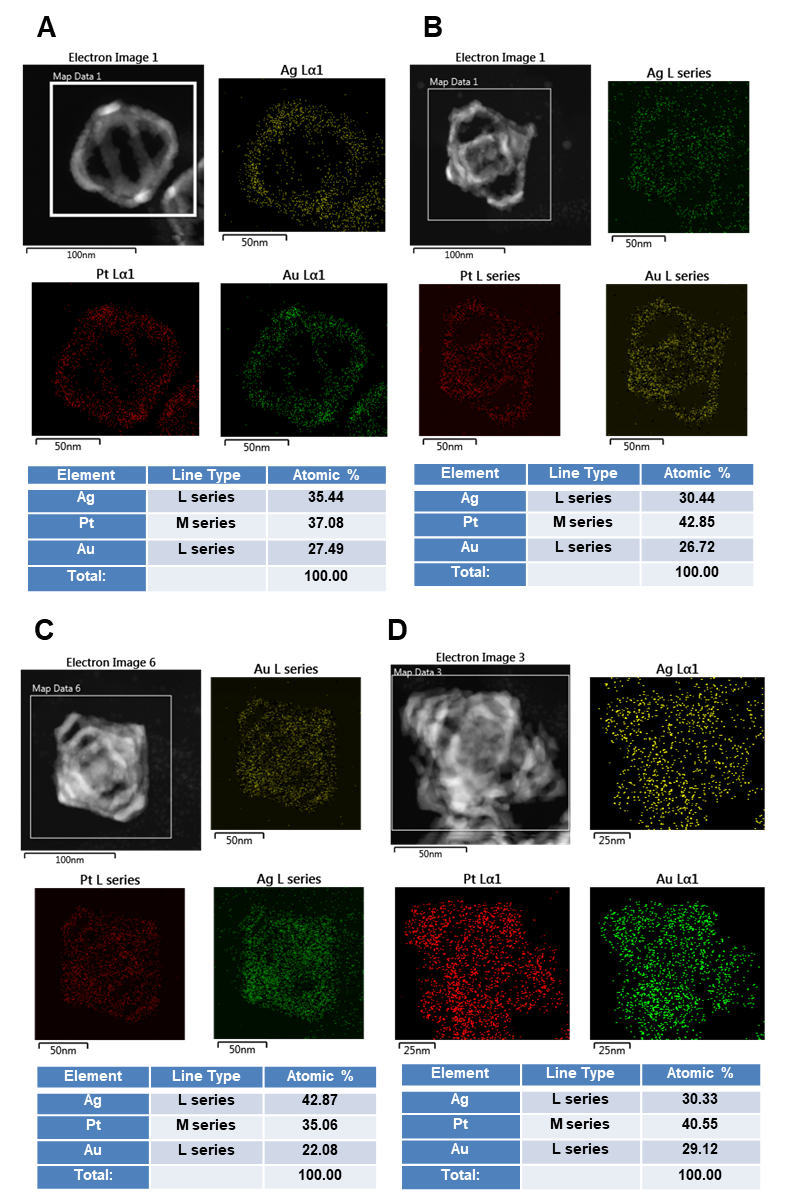 A
Electron Image 1
Map Data 1
100nm
Ag Lα1
50nm
Pt Lα1
50nm
Au Lα1
50nm
Element Line Type Atomic %
Ag L series 35.44
Pt M series 37.08
Au L series 27.49
Total: 100.00
B
Electron Image 1
Map Data 1
100nm
Ag L series
50nm
Pt L series
50nm
Au L series
50nm
Element Line Type Atomic %
Ag L series 30.44
Pt M series 42.85
Au L series 26.72
Total: 100.00
C
Electron Image 6
Map Data 6
100nm
Au L series
50nm
Pt L series
50nm
Ag L series
50nm
Element Line Type Atomic %
Ag L series 42.87
Pt M series 35.06
Au L series 22.08
Total: 100.00
D
Electron Image 3
Map Data 3
50nm
Ag Lα1
25nm
Pt Lα1
25nm
Au Lα1
25nm
Element Line Type Atomic %
Ag L series 30.33
Pt M series 40.55
Au L series 29.12
Total: 100.00